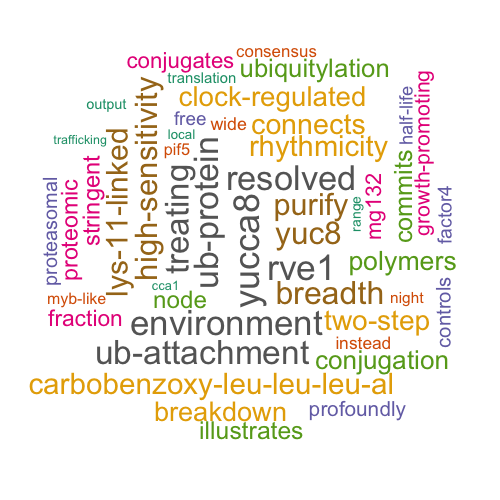 consensus
conjugates
translation
ubiquitylation
output
clock-regulated
free
wide
connects
local
trafficking
pif5
rhythmicity
half-life
growth-promoting
proteasomal
proteomic
stringent
lys-11-linked
high-sensitivity
treating
ub-protein
resolved
yucca8
purify
yuc8
range
mg132
commits
factor4
rve1
polymers
cca1
breadth
myb-like
node
night
controls
fraction
environment
two-step
instead
ub-attachment
conjugation
carbobenzoxy-leu-leu-leu-al
breakdown
profoundly
illustrates